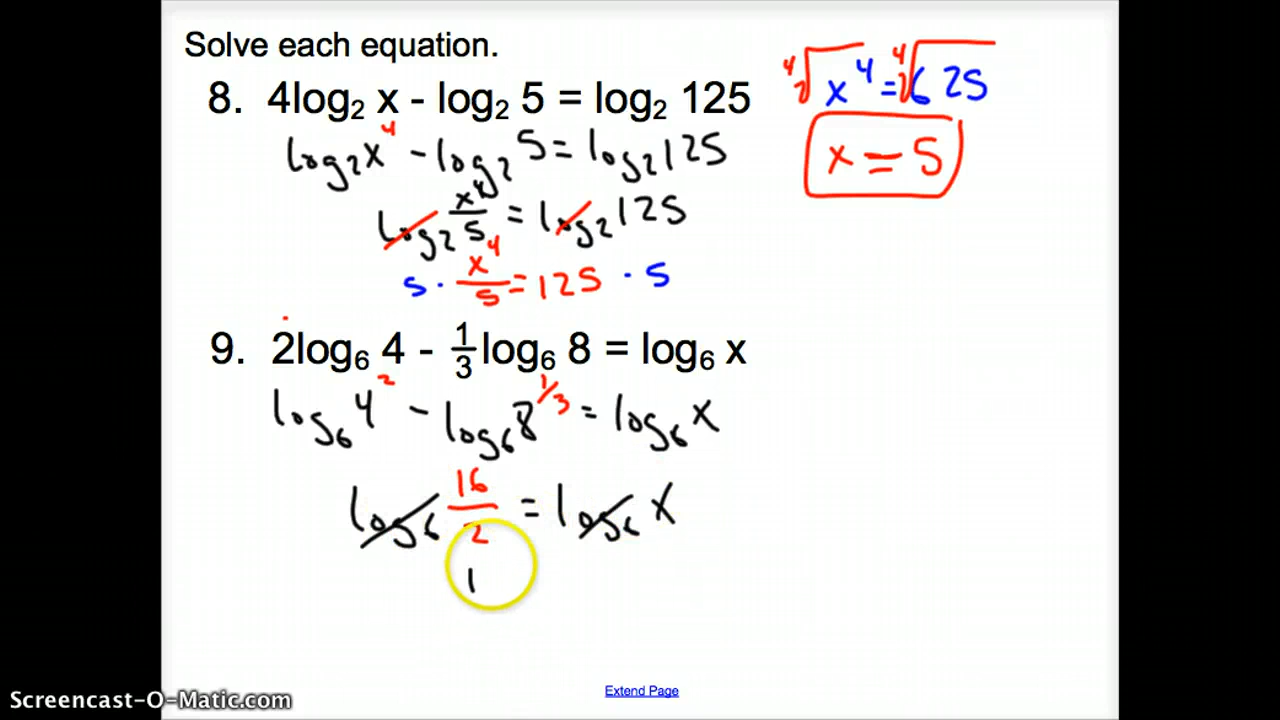 Solve each equation.
8. 4log₂ x - log₂ 5 = log₂ 125
log₂x⁴ - log₂5 = log₂125
log₂ x⁴/5 = log₂125
5 · x⁴/5 = 125 · 5
⁴√x⁴ = ⁴√625
x = 5
9. 2log₆ 4 - 1/3 log₆ 8 = log₆ x
log₆4² - log₆8^1/3 = log₆x
log₆ 16/2 = log₆ x
1
Extend Page
Screencast-O-Matic.com